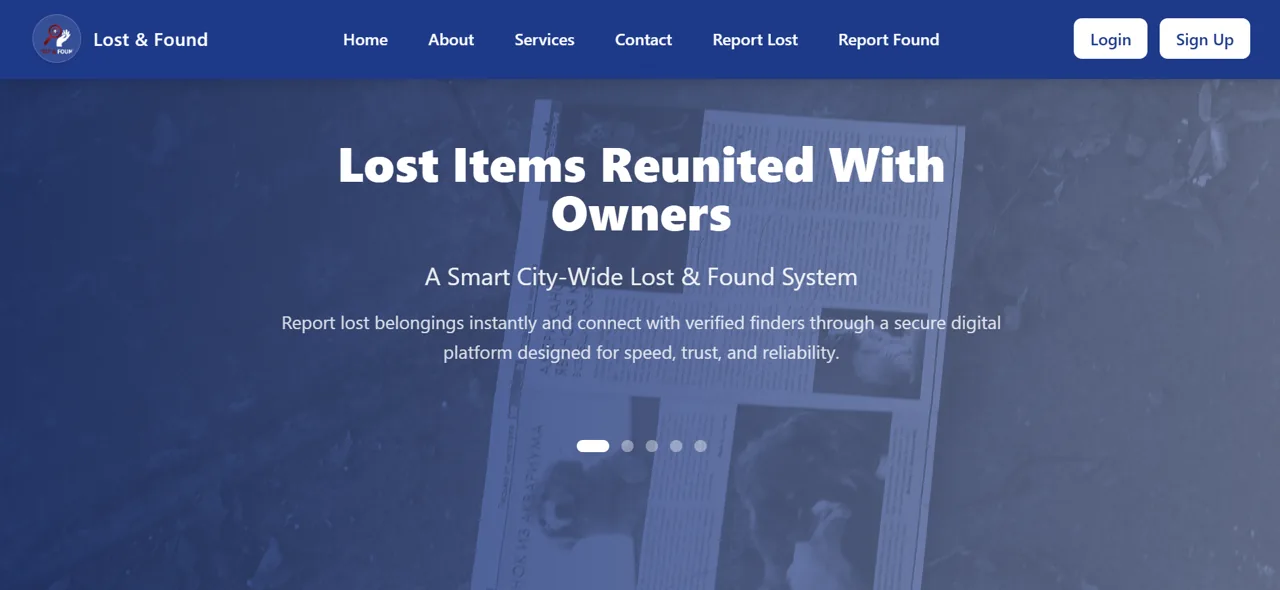 FOUN
Lost & Found
Home
About
Services
Contact
Report Lost
Report Found
Login
Sign Up
Lost Items Reunited With
Owners
A Smart City-Wide Lost & Found System
Report lost belongings instantly and connect with verified finders through a secure digital
platform designed for speed, trust, and reliability.